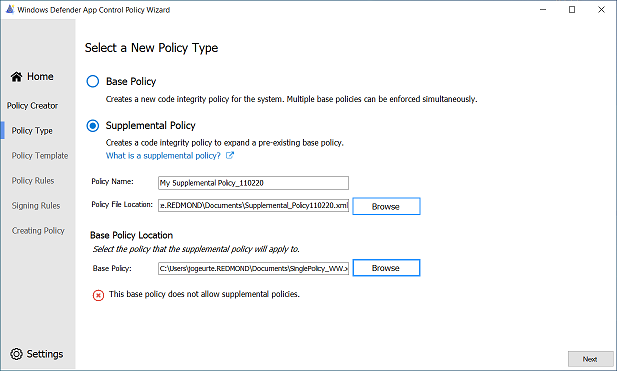 Windows Defender App Control Policy Wizard
Select a New Policy Type
Home
Policy Creator
Policy Type
Policy Template
Policy Rules
Signing Rules
Creating Policy
Settings
Base Policy
Creates a new code integrity policy for the system. Multiple base policies can be enforced simultaneously.
Supplemental Policy
Creates a code integrity policy to expand a pre-existing base policy.
What is a supplemental policy?
Policy Name: My Supplemental Policy_110220
Policy File Location: e.REDMOND\Documents\Supplemental_Policy110220.xml Browse
Base Policy Location
Select the policy that the supplemental policy will apply to.
Base Policy: C:\Users\jogeurte.REDMOND\Documents\SinglePolicy_WW.x Browse
This base policy does not allow supplemental policies.
Next